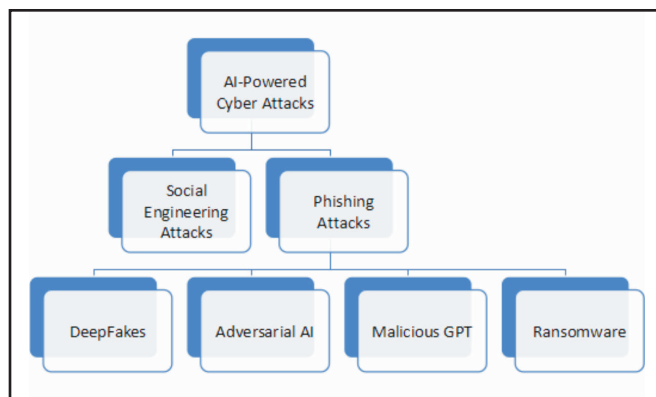 AI-Powered
Cyber Attacks
Social
Engineering
Attacks
Phishing
Attacks
DeepFakes
Adversarial AI
Malicious GPT
Ransomware